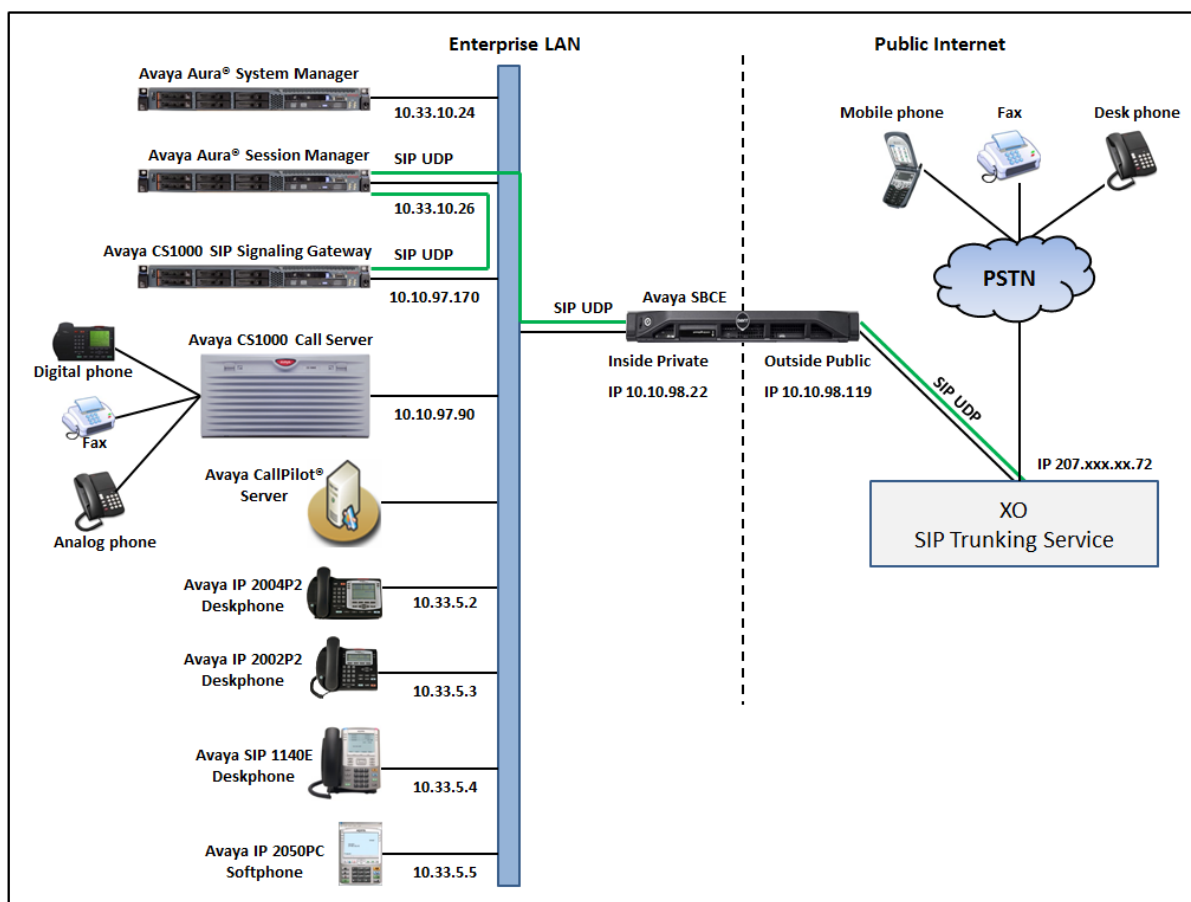 Enterprise LAN
Public Internet
Avaya Aura® System Manager
10.33.10.24
Avaya Aura® Session Manager
SIP UDP
10.33.10.26
Avaya CS1000 SIP Signaling Gateway
SIP UDP
10.10.97.170
Avaya CS1000 Call Server
10.10.97.90
Digital phone
Fax
Analog phone
Avaya CallPilot®
Server
Avaya IP 2004P2
Deskphone
10.33.5.2
Avaya IP 2002P2
Deskphone
10.33.5.3
Avaya SIP 1140E
Deskphone
10.33.5.4
Avaya IP 2050PC
Softphone
10.33.5.5
SIP UDP
Avaya SBCE
Inside Private
IP 10.10.98.22
Outside Public
IP 10.10.98.119
SIP UDP
Mobile phone
Fax
Desk phone
PSTN
IP 207.xxx.xx.72
XO
SIP Trunking Service